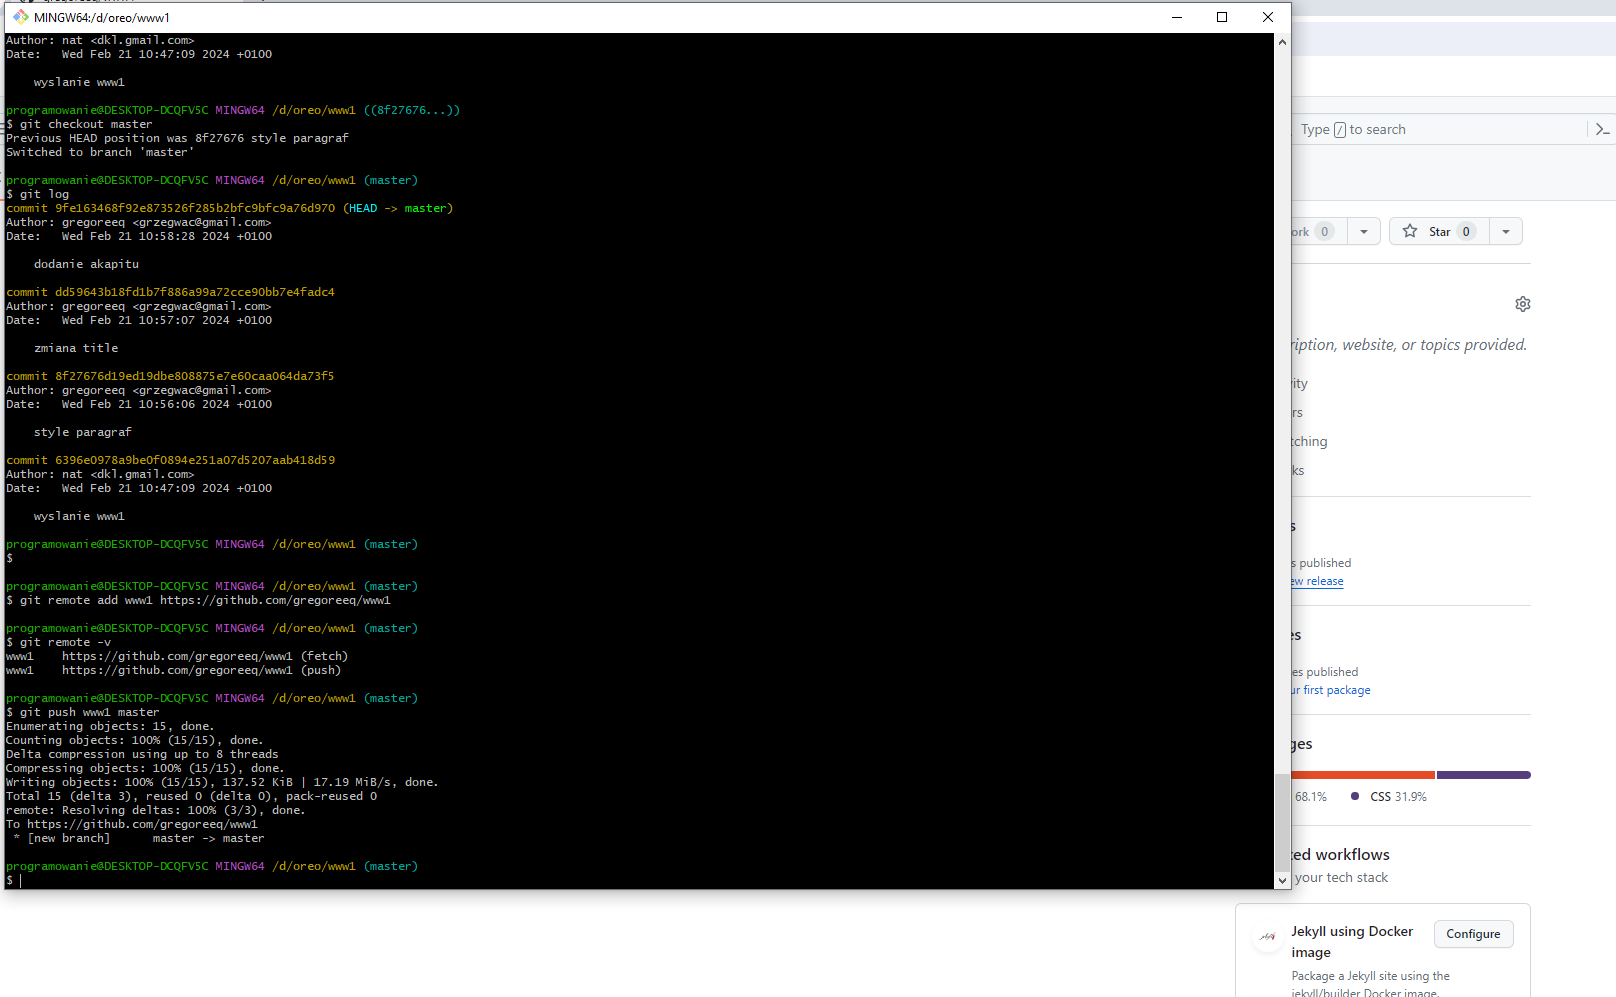 MINGW64:/d/oreo/www1
Author: nat <dkl.gmail.com>
Date:   Wed Feb 21 10:47:09 2024 +0100
wyslanie www1
programowanie@DESKTOP-DCQFV5C MINGW64 /d/oreo/www1 ((8f27676...))
$ git checkout master
Previous HEAD position was 8f27676 style paragraf
Switched to branch 'master'
programowanie@DESKTOP-DCQFV5C MINGW64 /d/oreo/www1 (master)
$ git log
commit 9fe163468f92e873526f285b2bfc9bfc9a76d970 (HEAD -> master)
Author: gregoreeq <grzegwac@gmail.com>
Date:   Wed Feb 21 10:58:28 2024 +0100
dodanie akapitu
commit dd59643b18fd1b7f886a99a72cce90bb7e4fadc4
Author: gregoreeq <grzegwac@gmail.com>
Date:   Wed Feb 21 10:57:07 2024 +0100
zmiana title
commit 8f27676d19ed19dbe808875e7e60caa064da73f5
Author: gregoreeq <grzegwac@gmail.com>
Date:   Wed Feb 21 10:56:06 2024 +0100
style paragraf
commit 6396e0978a9be0f0894e251a07d5207aab418d59
Author: nat <dkl.gmail.com>
Date:   Wed Feb 21 10:47:09 2024 +0100
wyslanie www1
programowanie@DESKTOP-DCQFV5C MINGW64 /d/oreo/www1 (master)
$
programowanie@DESKTOP-DCQFV5C MINGW64 /d/oreo/www1 (master)
$ git remote add www1 https://github.com/gregoreeq/www1
programowanie@DESKTOP-DCQFV5C MINGW64 /d/oreo/www1 (master)
$ git remote -v
www1    https://github.com/gregoreeq/www1 (fetch)
www1    https://github.com/gregoreeq/www1 (push)
programowanie@DESKTOP-DCQFV5C MINGW64 /d/oreo/www1 (master)
$ git push www1 master
Enumerating objects: 15, done.
Counting objects: 100% (15/15), done.
Delta compression using up to 8 threads
Compressing objects: 100% (15/15), done.
Writing objects: 100% (15/15), 137.52 KiB | 17.19 MiB/s, done.
Total 15 (delta 3), reused 0 (delta 0), pack-reused 0
remote: Resolving deltas: 100% (3/3), done.
To https://github.com/gregoreeq/www1
* [new branch]      master -> master
programowanie@DESKTOP-DCQFV5C MINGW64 /d/oreo/www1 (master)
$
Type / to search
ork 0 Star 0
ription, website, or topics provided.
vity
rs
tching
ks
s
s published
ew release
es
es published
ur first package
ges
68.1% CSS 31.9%
ted workflows
your tech stack
Jekyll using Docker
image
Configure
Package a Jekyll site using the
jekyll/builder Docker image.